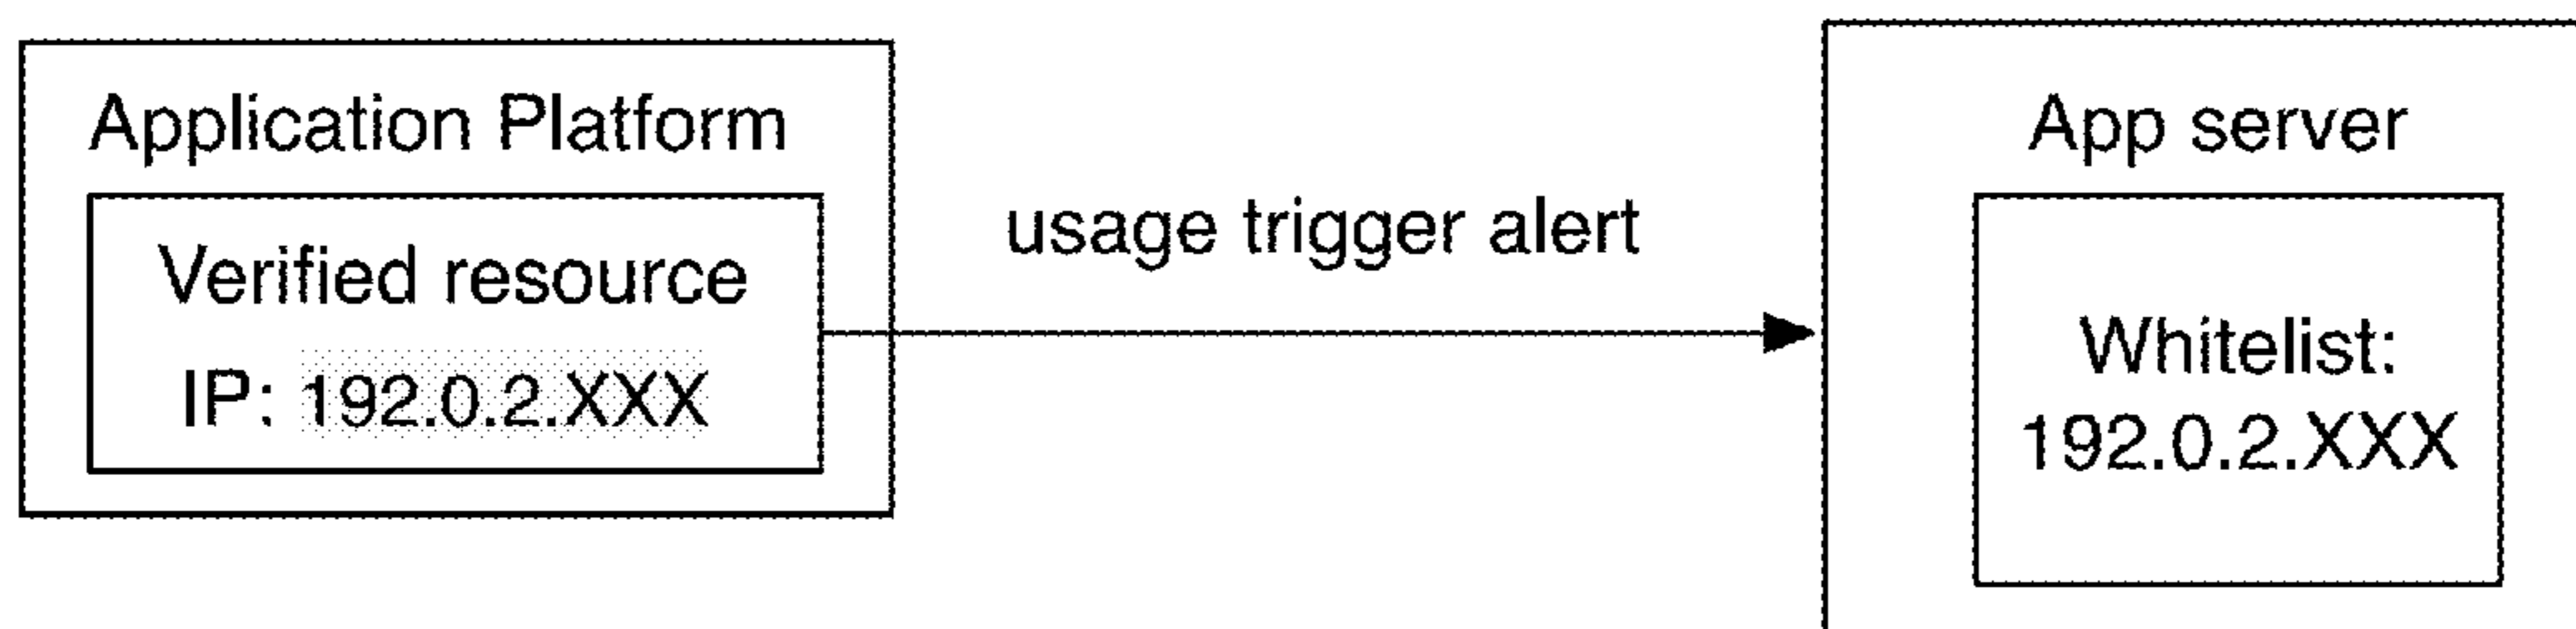 Application Platform
Verified resource
IP: 192.0.2.XXX
usage trigger alert
App server
Whitelist:
192.0.2.XXX